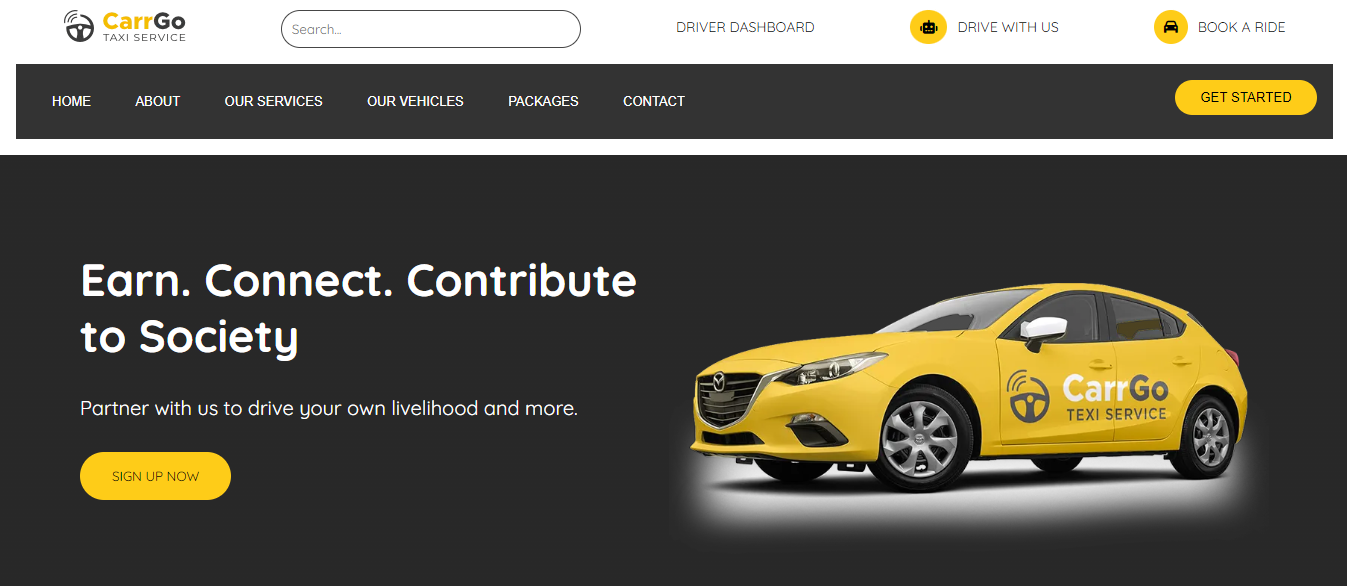 CarrGo
TAXI SERVICE
Search...
DRIVER DASHBOARD
DRIVE WITH US
BOOK A RIDE
HOME
ABOUT
OUR SERVICES
OUR VEHICLES
PACKAGES
CONTACT
GET STARTED
Earn. Connect. Contribute
to Society
Partner with us to drive your own livelihood and more.
SIGN UP NOW
CarrGo
TEXI SERVICE